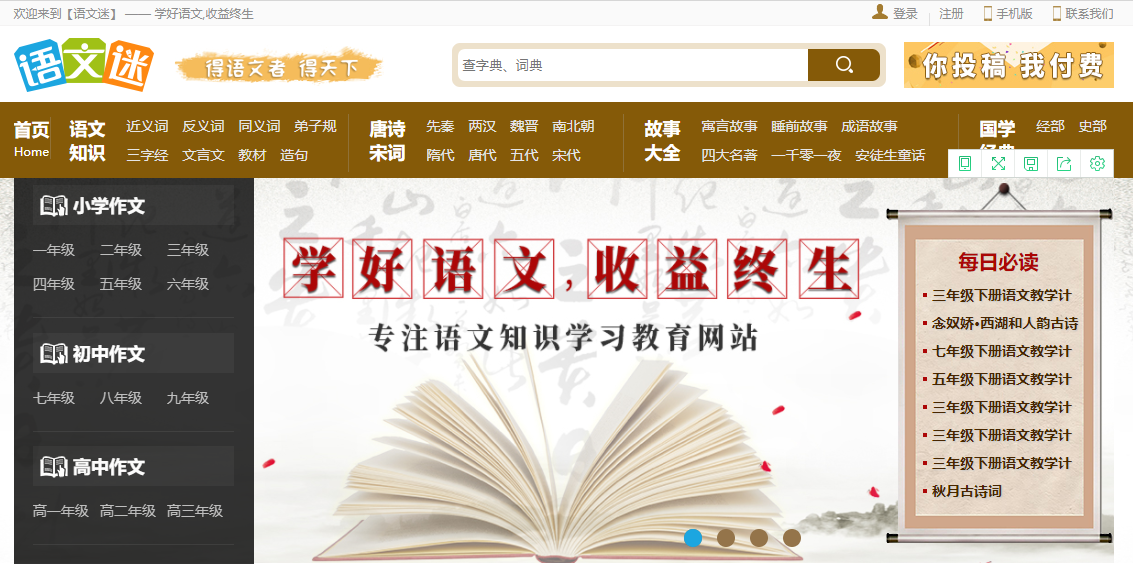 欢迎来到【语文迷】 —— 学好语文,收益终生
登录 注册 手机版 联系我们
语文迷
得语文者 得天下
查字典、词典
你投稿 我付费
首页
Home
语文
知识
近义词 反义词 同义词 弟子规
三字经 文言文 教材 造句
唐诗
宋词
先秦 两汉 魏晋 南北朝
隋代 唐代 五代 宋代
故事
大全
寓言故事 睡前故事 成语故事
四大名著 一千零一夜 安徒生童话
国学
经部 史部
小学作文
一年级 二年级 三年级
四年级 五年级 六年级
初中作文
七年级 八年级 九年级
高中作文
高一年级 高二年级 高三年级
学好语文,收益终生
专注语文知识学习教育网站
每日必读
三年级下册语文教学计
念奴娇•西湖和人韵古诗
七年级下册语文教学计
五年级下册语文教学计
三年级下册语文教学计
三年级下册语文教学计
三年级下册语文教学计
秋月古诗词